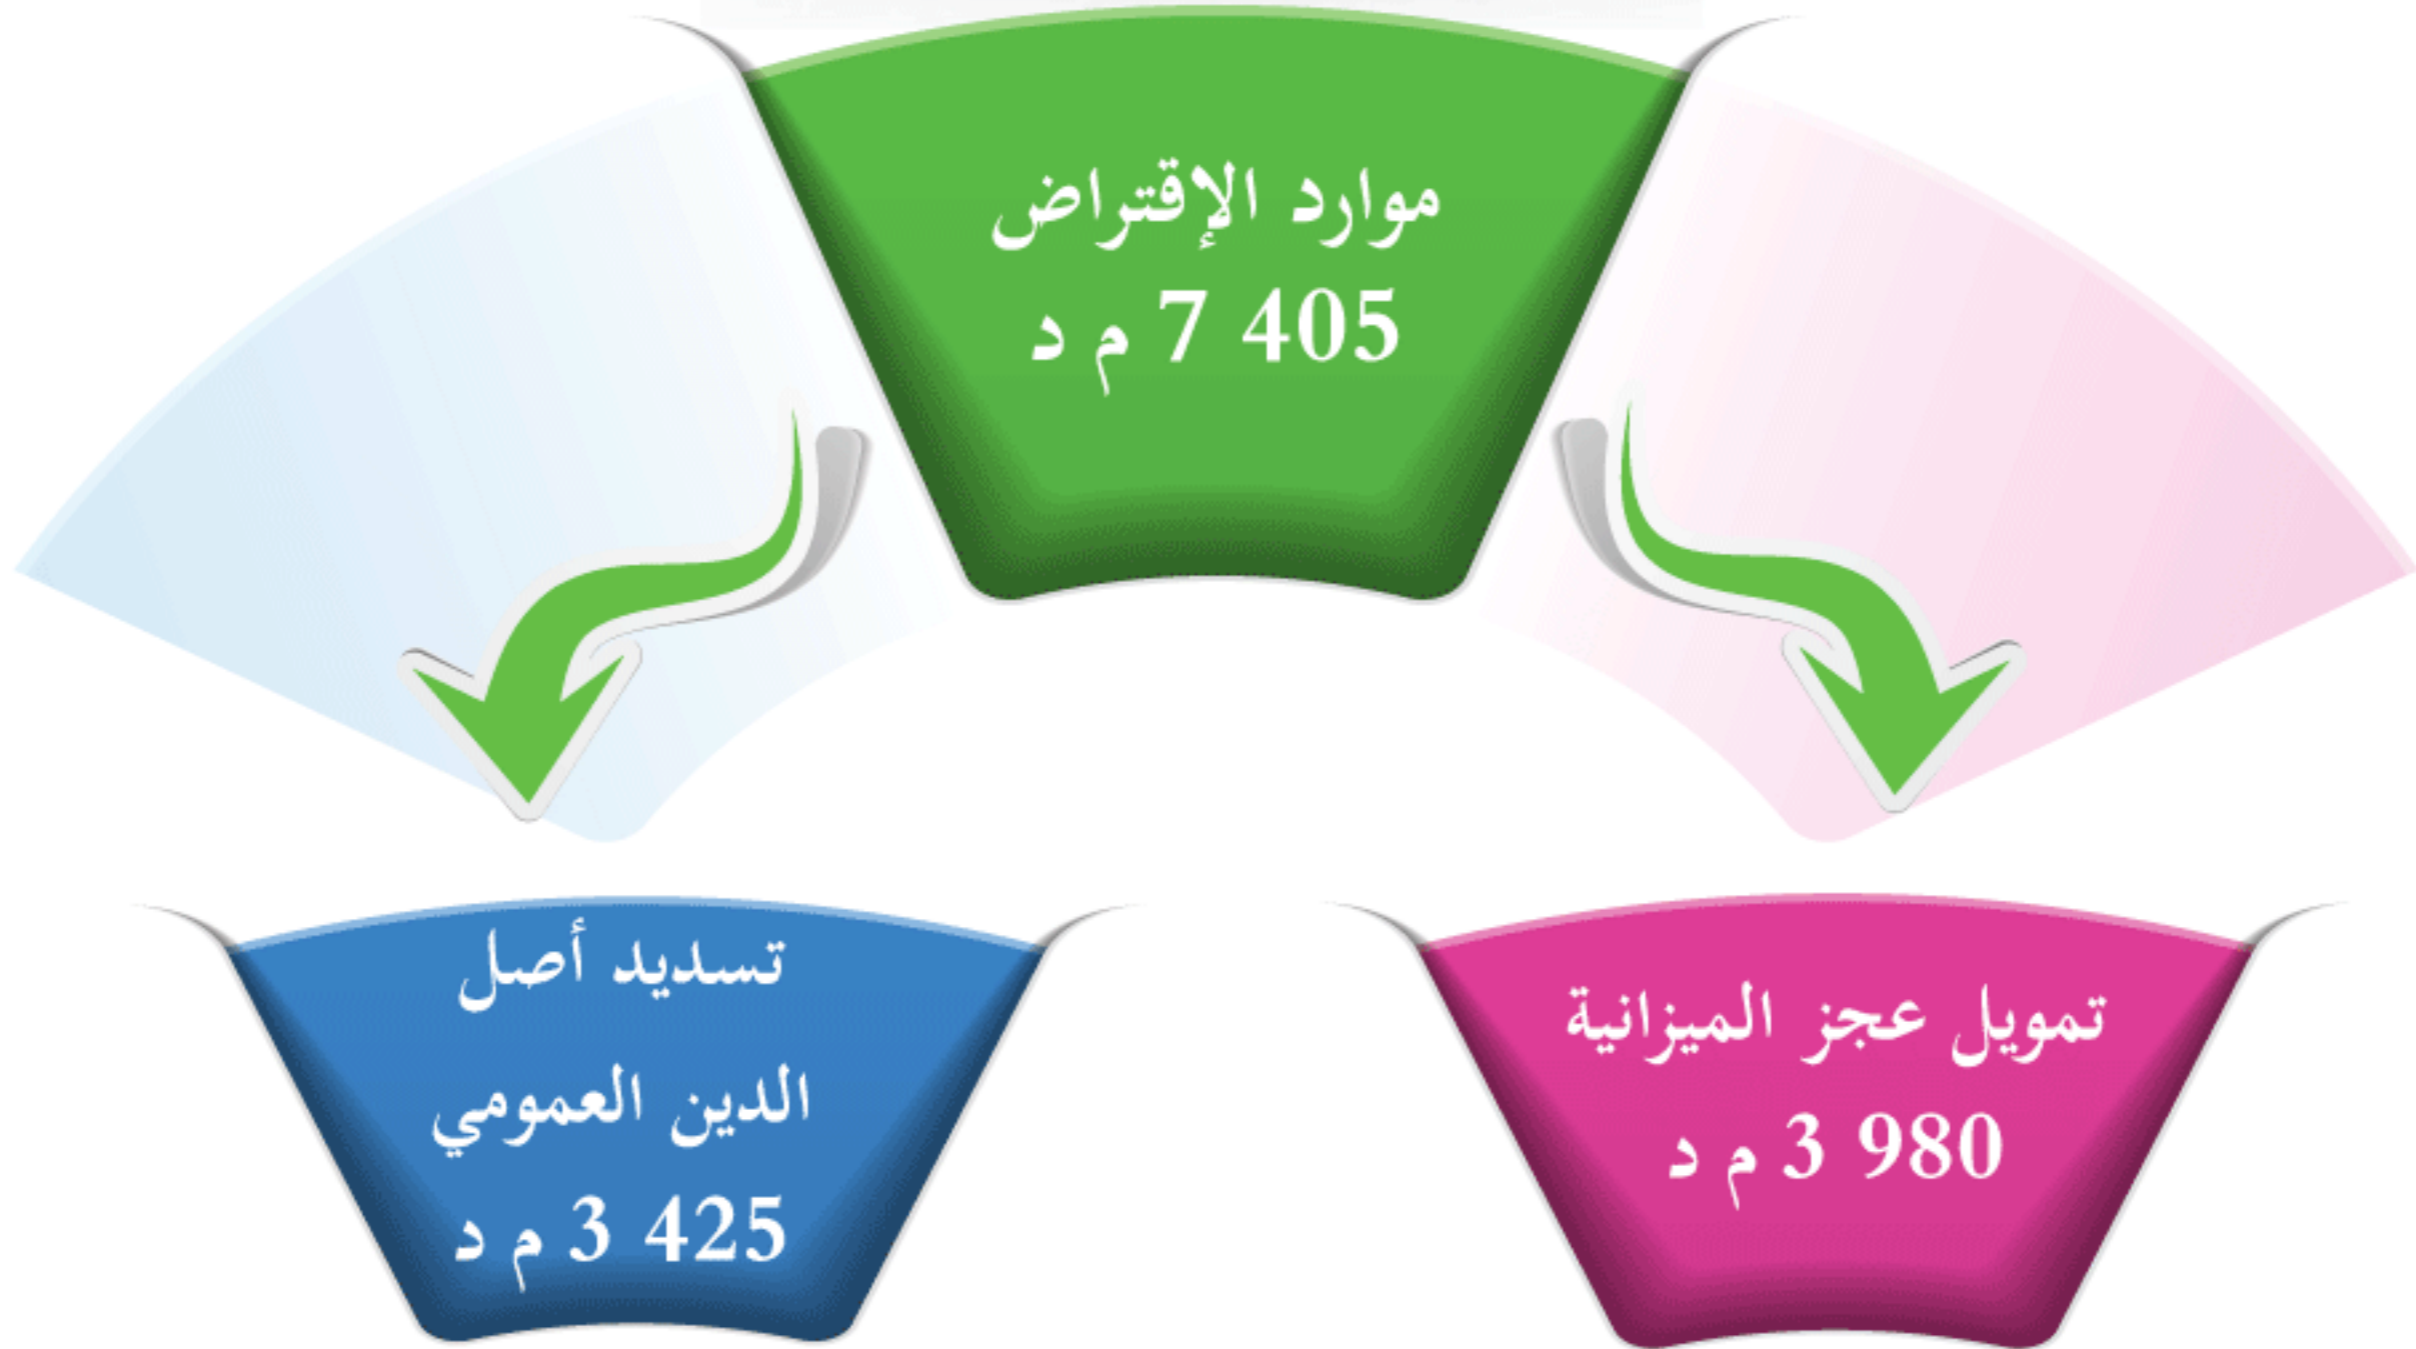 موارد الإقتراض
7 405 م د
تمويل عجز الميزانية
3 980 م د
تسديد أصل
الدين العمومي
3 425 م د